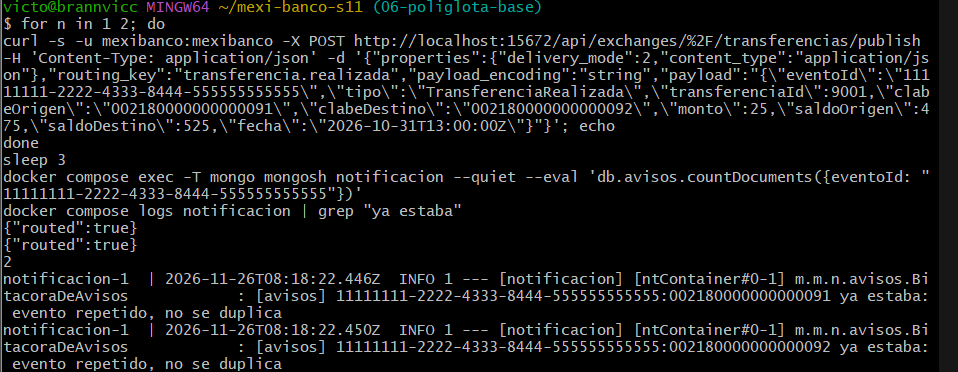 victo@brannvicc MINGW64 ~/mexi-banco-s11 (06-poliglota-base)
$ for n in 1 2; do
curl -s -u mexibanco:mexibanco -X POST http://localhost:15672/api/exchanges/%2F/transferencias/publish
-H 'Content-Type: application/json' -d '{"properties":{"delivery_mode":2,"content_type":"application/js
on"},"routing_key":"transferencia.realizada","payload_encoding":"string","payload":"{\"eventoId\":\"111
11111-2222-4333-8444-555555555555\",\"tipo\":\"TransferenciaRealizada\",\"transferenciaId\":9001,\"clab
eOrigen\":\"002180000000000091\",\"clabeDestino\":\"002180000000000092\",\"monto\":25,\"saldoOrigen\":4
75,\"saldoDestino\":525,\"fecha\":\"2026-10-31T13:00:00Z\"}"}'; echo
done
sleep 3
docker compose exec -T mongo mongosh notificacion --quiet --eval 'db.avisos.countDocuments({eventoId: "
11111111-2222-4333-8444-555555555555"})'
docker compose logs notificacion | grep "ya estaba"
{"routed":true}
{"routed":true}
2
notificacion-1  | 2026-11-26T08:18:22.446Z  INFO 1 --- [notificacion] [ntContainer#0-1] m.m.n.avisos.Bi
tacoraDeAvisos           : [avisos] 11111111-2222-4333-8444-555555555555:002180000000000091 ya estaba:
 evento repetido, no se duplica
notificacion-1  | 2026-11-26T08:18:22.450Z  INFO 1 --- [notificacion] [ntContainer#0-1] m.m.n.avisos.Bi
tacoraDeAvisos           : [avisos] 11111111-2222-4333-8444-555555555555:002180000000000092 ya estaba:
 evento repetido, no se duplica